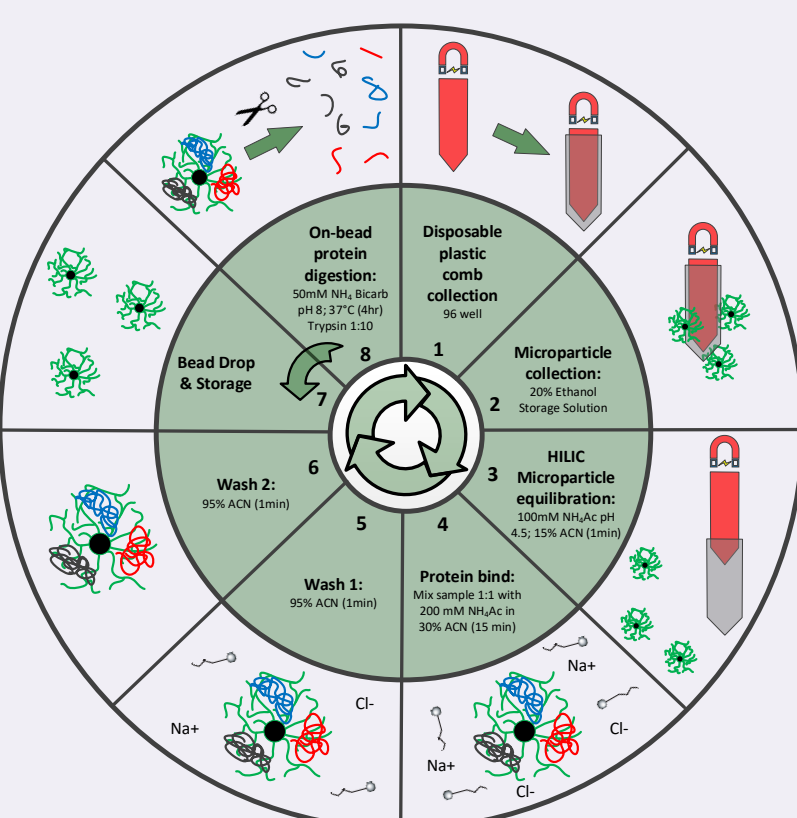 Disposable
plastic
comb
collection
96 well
1
Microparticle
collection:
20% Ethanol
Storage Solution
2
HILIC
Microparticle
equilibration:
100mM NH₄Ac pH
4.5; 15% ACN (1min)
3
Protein bind:
Mix sample 1:1 with
200 mM NH₄Ac in
30% ACN (15 min)
4
Na+
Cl-
Na+
Cl-
Wash 1:
95% ACN (1min)
5
Cl-
Na+
Wash 2:
95% ACN (1min)
6
Bead Drop
& Storage
7
On-bead
protein
digestion:
50mM NH₄ Bicarb
pH 8; 37°C (4hr)
Trypsin 1:10
8